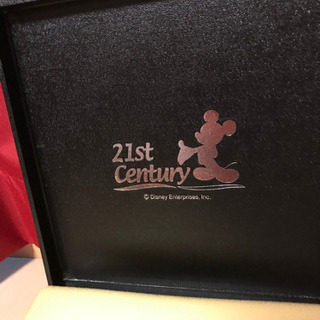 21st
Century
© Disney Enterprises, Inc.